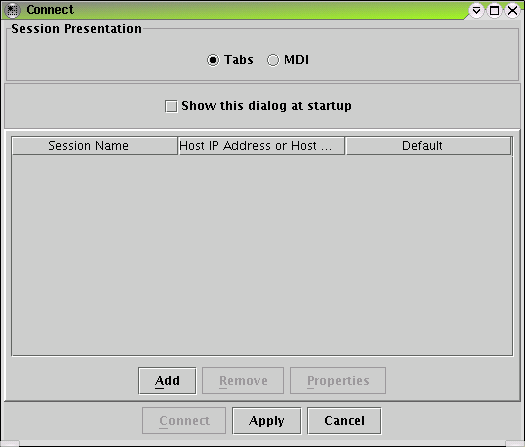 Connect
Session Presentation
Tabs MDI
Show this dialog at startup
Session Name Host IP Address or Host ... Default
Add Remove Properties
Connect Apply Cancel